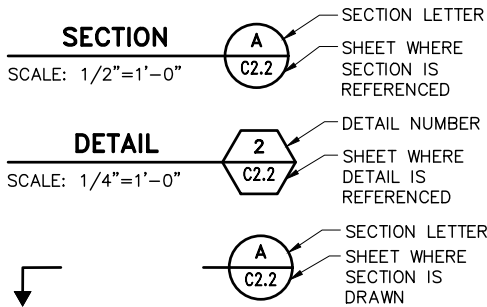 SECTION
SCALE: 1/2"=1'-0"
A
C2.2
SECTION LETTER
SHEET WHERE
SECTION IS
REFERENCED
DETAIL
SCALE: 1/4"=1'-0"
2
C2.2
DETAIL NUMBER
SHEET WHERE
DETAIL IS
REFERENCED
A
C2.2
SECTION LETTER
SHEET WHERE
SECTION IS
DRAWN